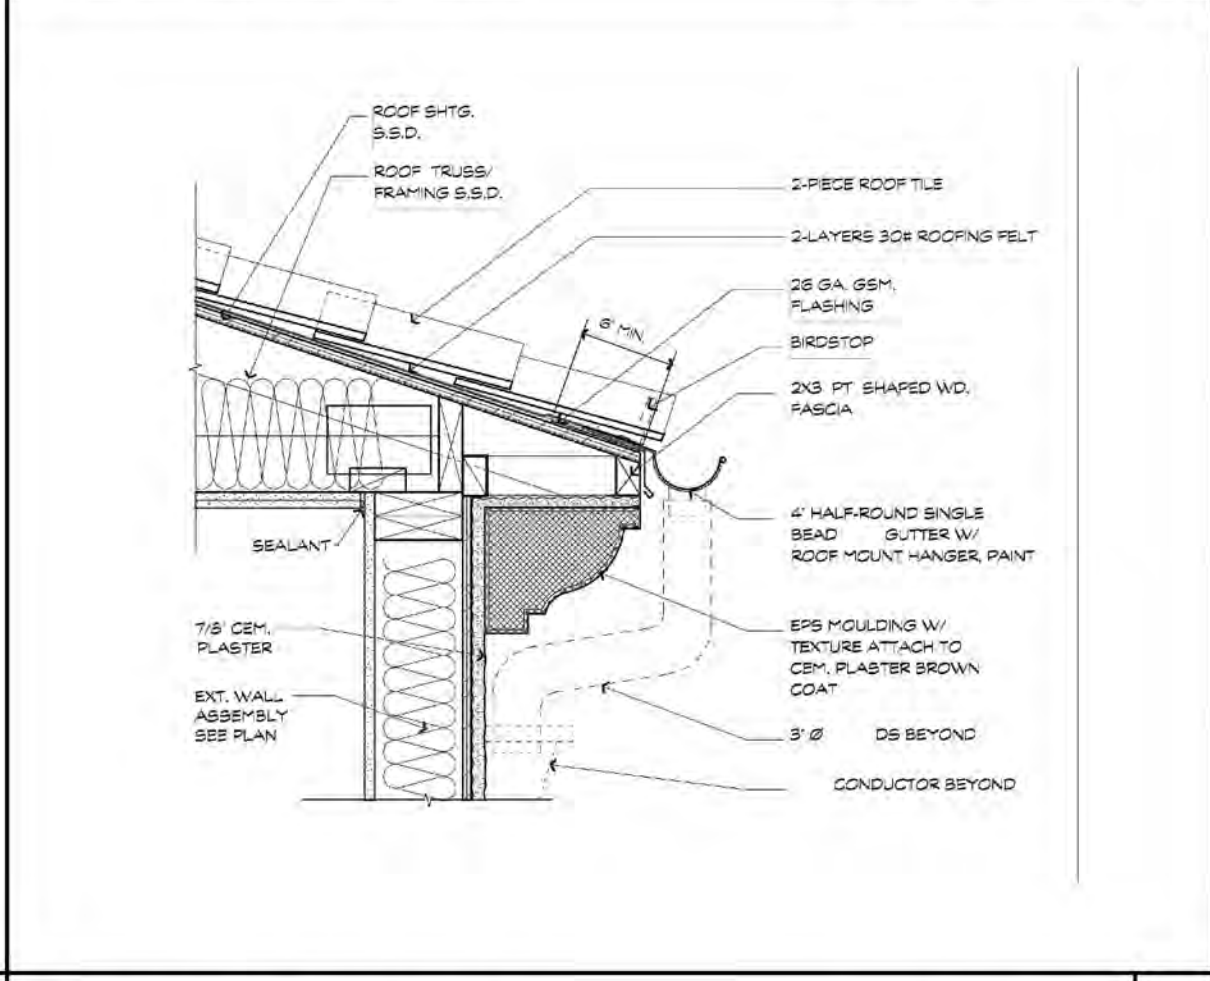 ROOF SHTG.
S.S.D.
ROOF TRUSS/
FRAMING S.S.D.
2-PIECE ROOF TILE
2-LAYERS 30# ROOFING FELT
26 GA. GSM.
FLASHING
6" MIN.
BIRDSTOP
2X3 PT SHAPED WD.
FASCIA
4" HALF-ROUND SINGLE
BEAD GUTTER W/
ROOF MOUNT HANGER, PAINT
SEALANT
EPS MOULDING W/
TEXTURE ATTACH TO
CEM. PLASTER BROWN
COAT
7/8" CEM.
PLASTER
EXT. WALL
ASSEMBLY
SEE PLAN
3" Ø DS BEYOND
CONDUCTOR BEYOND